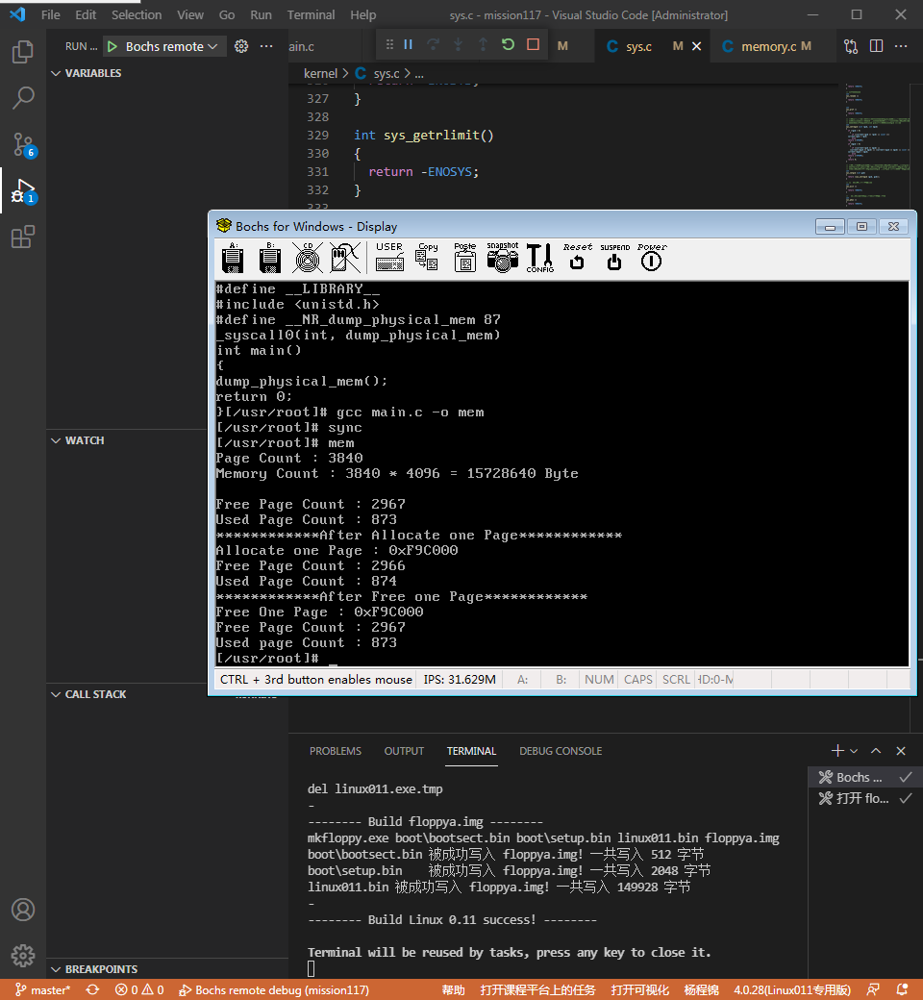 File Edit Selection View Go Run Terminal Help sys.c - mission117 - Visual Studio Code [Administrator]
RUN ... Bochs remote ... ain.c M sys.c M memory.c M ...
VARIABLES
kernel > sys.c > ...
327 }
328
329 int sys_getrlimit()
330 {
331 return -ENOSYS;
332 }
6
1
Bochs for Windows - Display
A: B: CD USER Copy Paste snapshot CONFIG Reset SUSPEND Power
#define __LIBRARY__
#include <unistd.h>
#define __NR_dump_physical_mem 87
_syscall0(int, dump_physical_mem)
int main()
{
dump_physical_mem();
return 0;
}[/usr/root]# gcc main.c -o mem
[/usr/root]# sync
[/usr/root]# mem
Page Count : 3840
Memory Count : 3840 * 4096 = 15728640 Byte
Free Page Count : 2967
Used Page Count : 873
************After Allocate one Page************
Allocate one Page : 0xF9C000
Free Page Count : 2966
Used Page Count : 874
************After Free one Page************
Free One Page : 0xF9C000
Free Page Count : 2967
Used page Count : 873
[/usr/root]# _
CTRL + 3rd button enables mouse IPS: 31.629M A: B: NUM CAPS SCRL HD:0-M
WATCH
CALL STACK
PROBLEMS OUTPUT TERMINAL DEBUG CONSOLE
Bochs ...
打开 flo...
del linux011.exe.tmp
-
-------- Build floppya.img --------
mkfloppy.exe boot\bootsect.bin boot\setup.bin linux011.bin floppya.img
boot\bootsect.bin 被成功写入 floppya.img! 一共写入 512 字节
boot\setup.bin 被成功写入 floppya.img! 一共写入 2048 字节
linux011.bin 被成功写入 floppya.img! 一共写入 149928 字节
-
-------- Build Linux 0.11 success! --------
Terminal will be reused by tasks, press any key to close it.
BREAKPOINTS
master* 0 0 Bochs remote debug (mission117) 帮助 打开课程平台上的任务 打开可视化 杨程锦 4.0.28(Linux011专用版)